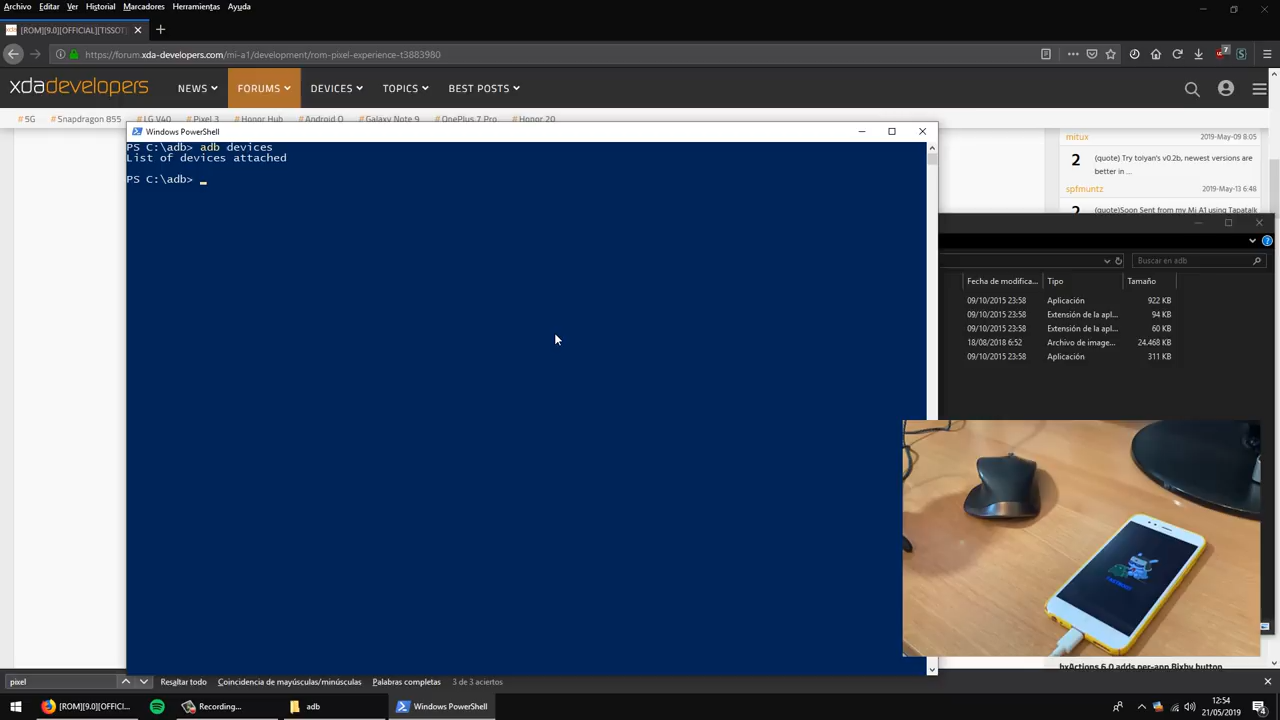 Archivo Editar Ver Historial Marcadores Herramientas Ayuda
[ROM][9.0][OFFICIAL][TISSOT]
https://forum.xda-developers.com/mi-a1/development/rom-pixel-experience-t3883980
7
xdadevelopers
NEWS
FORUMS
DEVICES
TOPICS
BEST POSTS
# 5G # Snapdragon 855 # LG V40 # Pixel 3 # Honor Hub # Android Q # Galaxy Note 9 # OnePlus 7 Pro # Honor 20
Windows PowerShell
PS C:\adb> adb devices
List of devices attached
PS C:\adb>
mitux 2019-May-09 8:05
2 (quote) Try tolyan's v0.2b, newest versions are
better in ...
spfmuntz 2019-May-13 6:48
2 (quote)Soon Sent from my Mi A1 using Tapatalk
Buscar en adb
Fecha de modifica... Tipo Tamaño
09/10/2015 23:58 Aplicación 922 KB
09/10/2015 23:58 Extensión de la apl... 94 KB
09/10/2015 23:58 Extensión de la apl... 60 KB
18/08/2018 6:52 Archivo de image... 24.468 KB
09/10/2015 23:58 Aplicación 311 KB
FASTBOOT
bxActions 6.0 adds per-app Bixby button
pixel
Resaltar todo Coincidencia de mayúsculas/minúsculas Palabras completas 3 de 3 aciertos
[ROM][9.0][OFFICI...
Recording...
adb
Windows PowerShell
12:54
21/05/2019
4